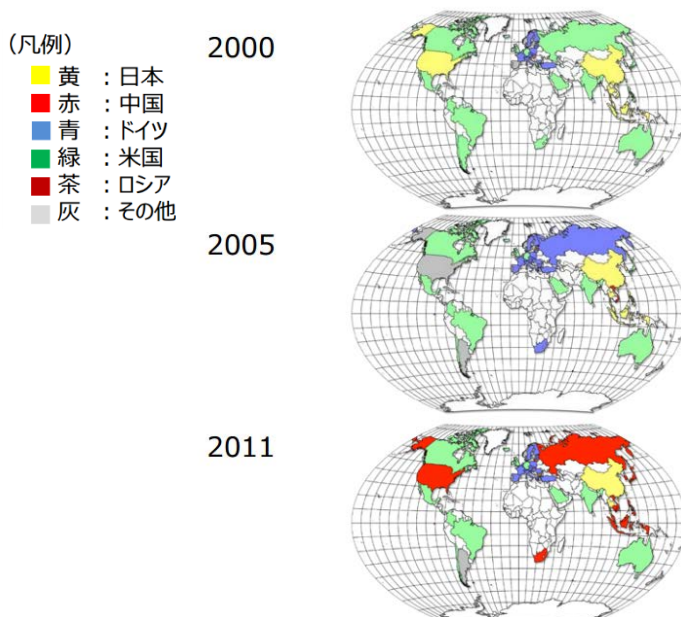 （凡例）
黄 ：日本
赤 ：中国
青 ：ドイツ
緑 ：米国
茶 ：ロシア
灰 ：その他
2000
2005
2011